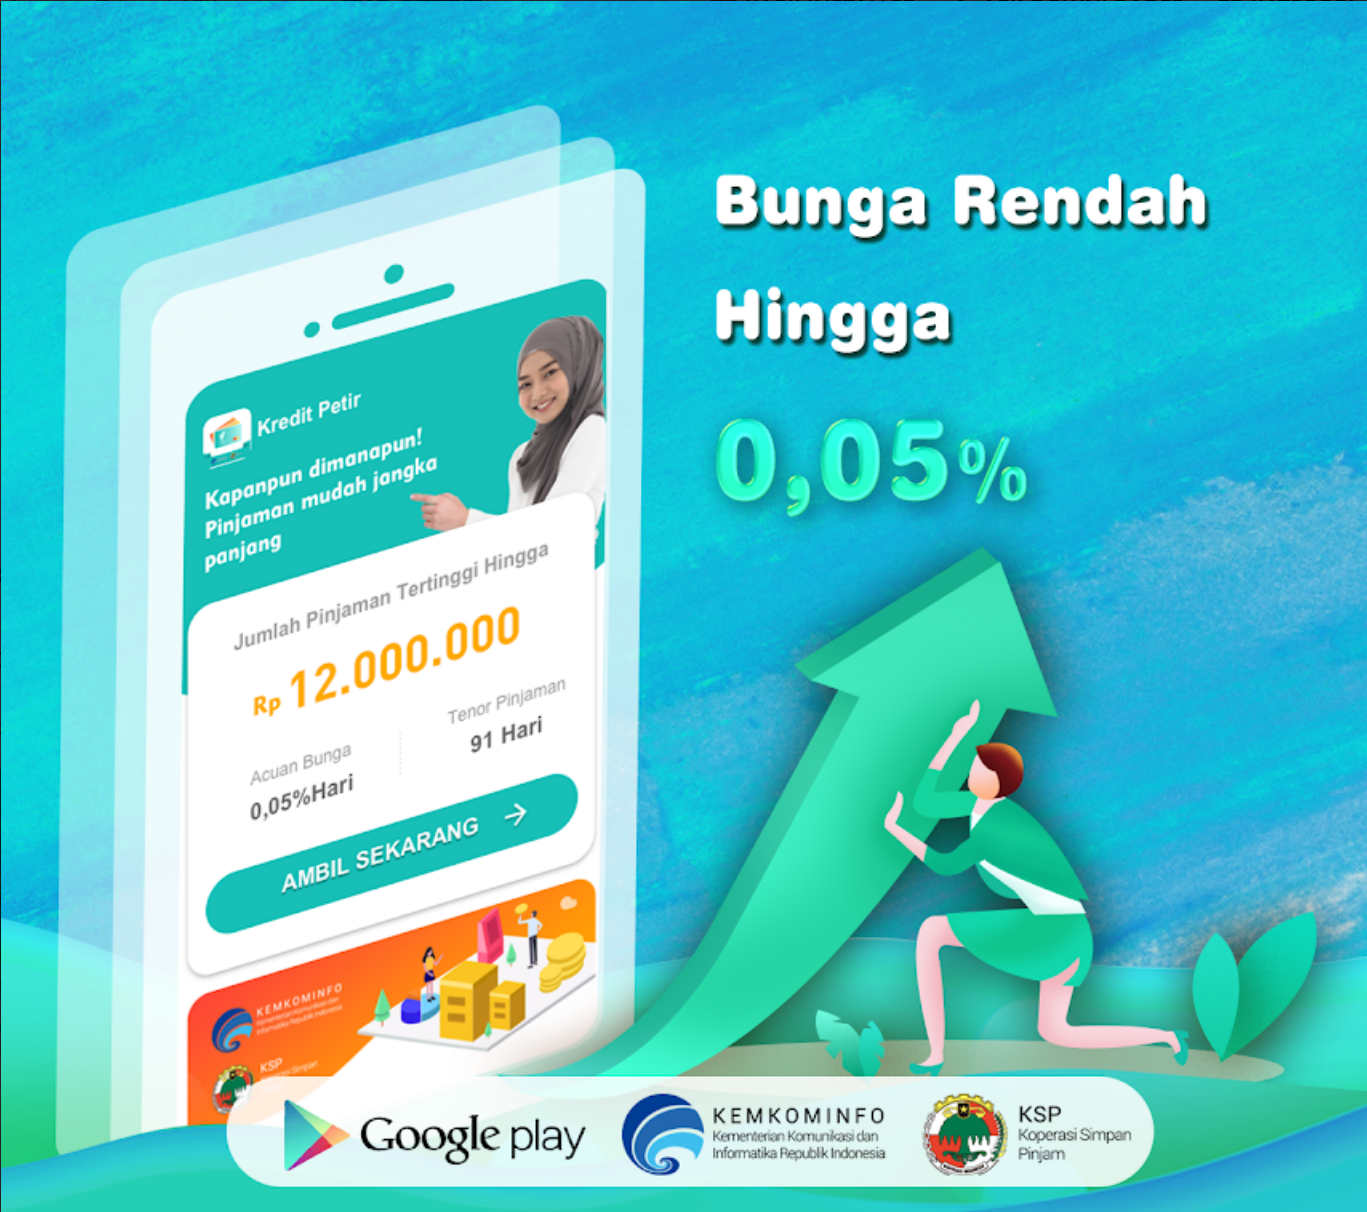 Bunga Rendah
Hingga
0,05%
Kredit Petir
Kapanpun dimanapun!
Pinjaman mudah jangka
panjang
Jumlah Pinjaman Tertinggi Hingga
Rp 12.000.000
Acuan Bunga
0,05%Hari
Tenor Pinjaman
91 Hari
AMBIL SEKARANG
KEMKOMINFO
Kementerian Komunikasi dan
Informatika Republik Indonesia
KSP
Simpan
Google play
KEMKOMINFO
Kementerian Komunikasi dan
Informatika Republik Indonesia
KSP
Koperasi Simpan
Pinjam